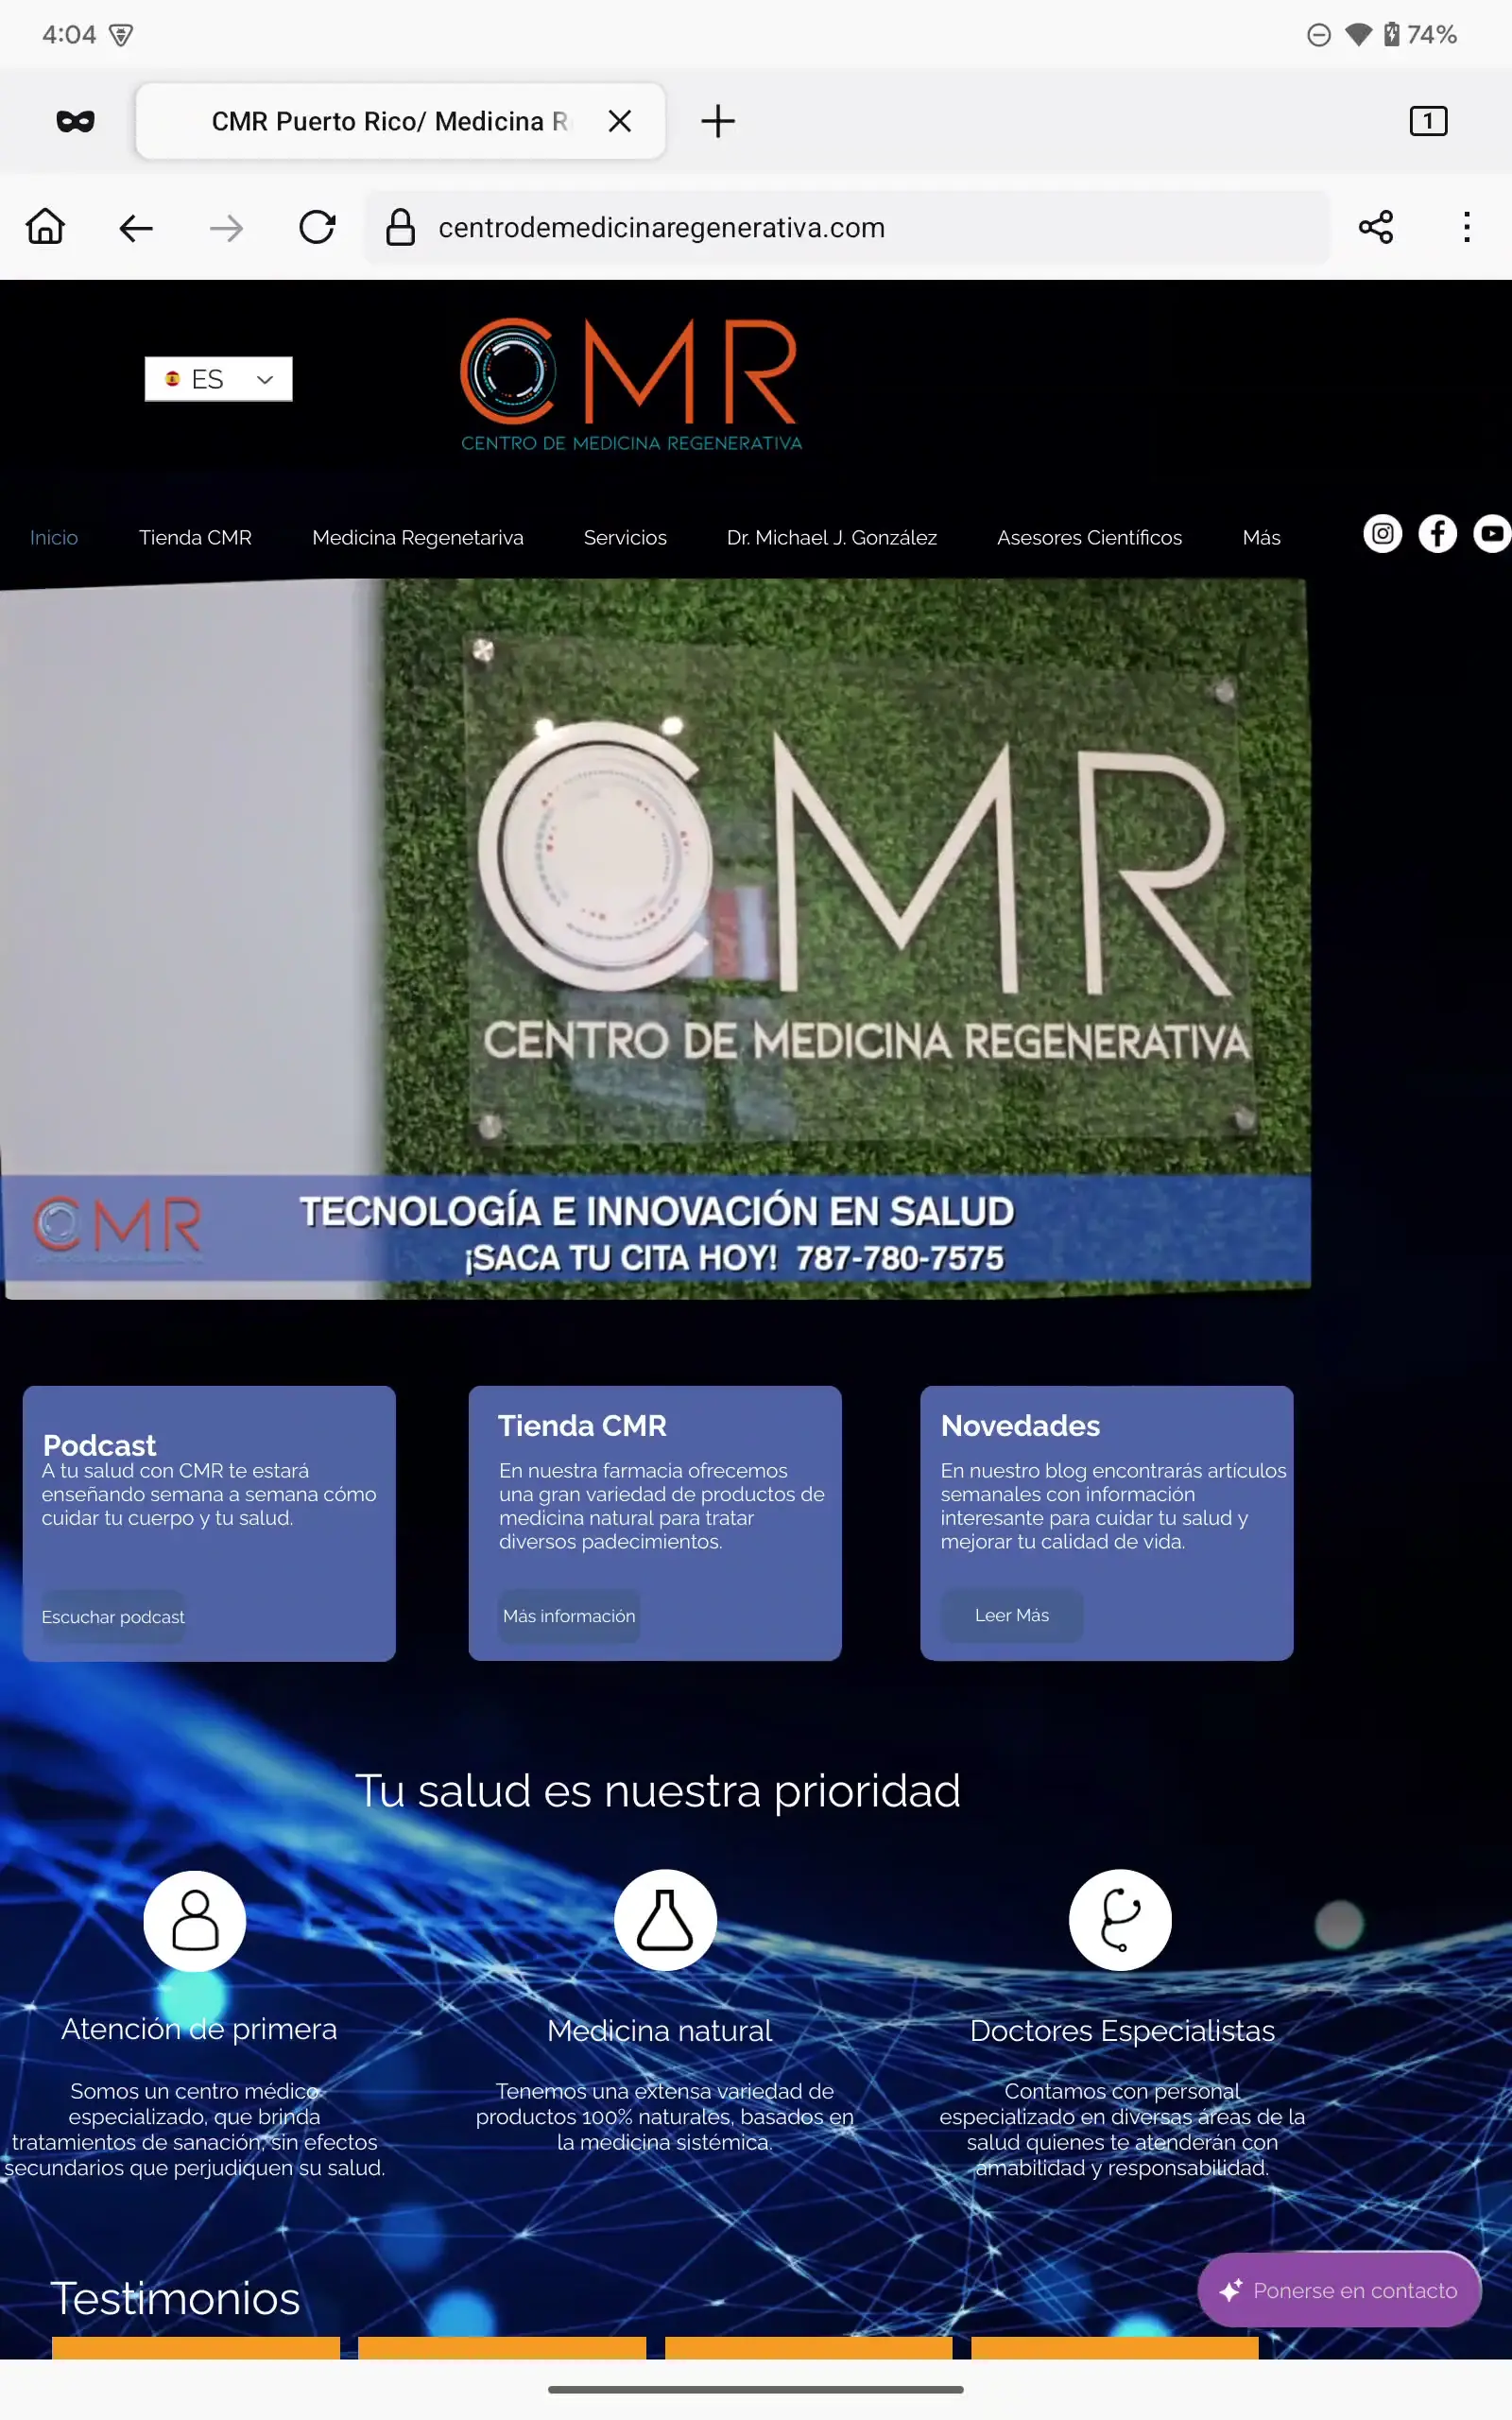 4:04
74%
CMR Puerto Rico/ Medicina R
1
centrodemedicinaregenerativa.com
ES
CMR
CENTRO DE MEDICINA REGENERATIVA
Inicio
Tienda CMR
Medicina Regenetariva
Servicios
Dr. Michael J. González
Asesores Científicos
Más
CMR
CENTRO DE MEDICINA REGENERATIVA
CMR
TECNOLOGÍA E INNOVACIÓN EN SALUD
¡SACA TU CITA HOY! 787-780-7575
Podcast
A tu salud con CMR te estará
enseñando semana a semana cómo
cuidar tu cuerpo y tu salud.
Escuchar podcast
Tienda CMR
En nuestra farmacia ofrecemos
una gran variedad de productos de
medicina natural para tratar
diversos padecimientos.
Más información
Novedades
En nuestro blog encontrarás artículos
semanales con información
interesante para cuidar tu salud y
mejorar tu calidad de vida.
Leer Más
Tu salud es nuestra prioridad
Atención de primera
Somos un centro médico
especializado, que brinda
tratamientos de sanación, sin efectos
secundarios que perjudiquen su salud.
Medicina natural
Tenemos una extensa variedad de
productos 100% naturales, basados en
la medicina sistémica.
Doctores Especialistas
Contamos con personal
especializado en diversas áreas de la
salud quienes te atenderán con
amabilidad y responsabilidad.
Testimonios
Ponerse en contacto